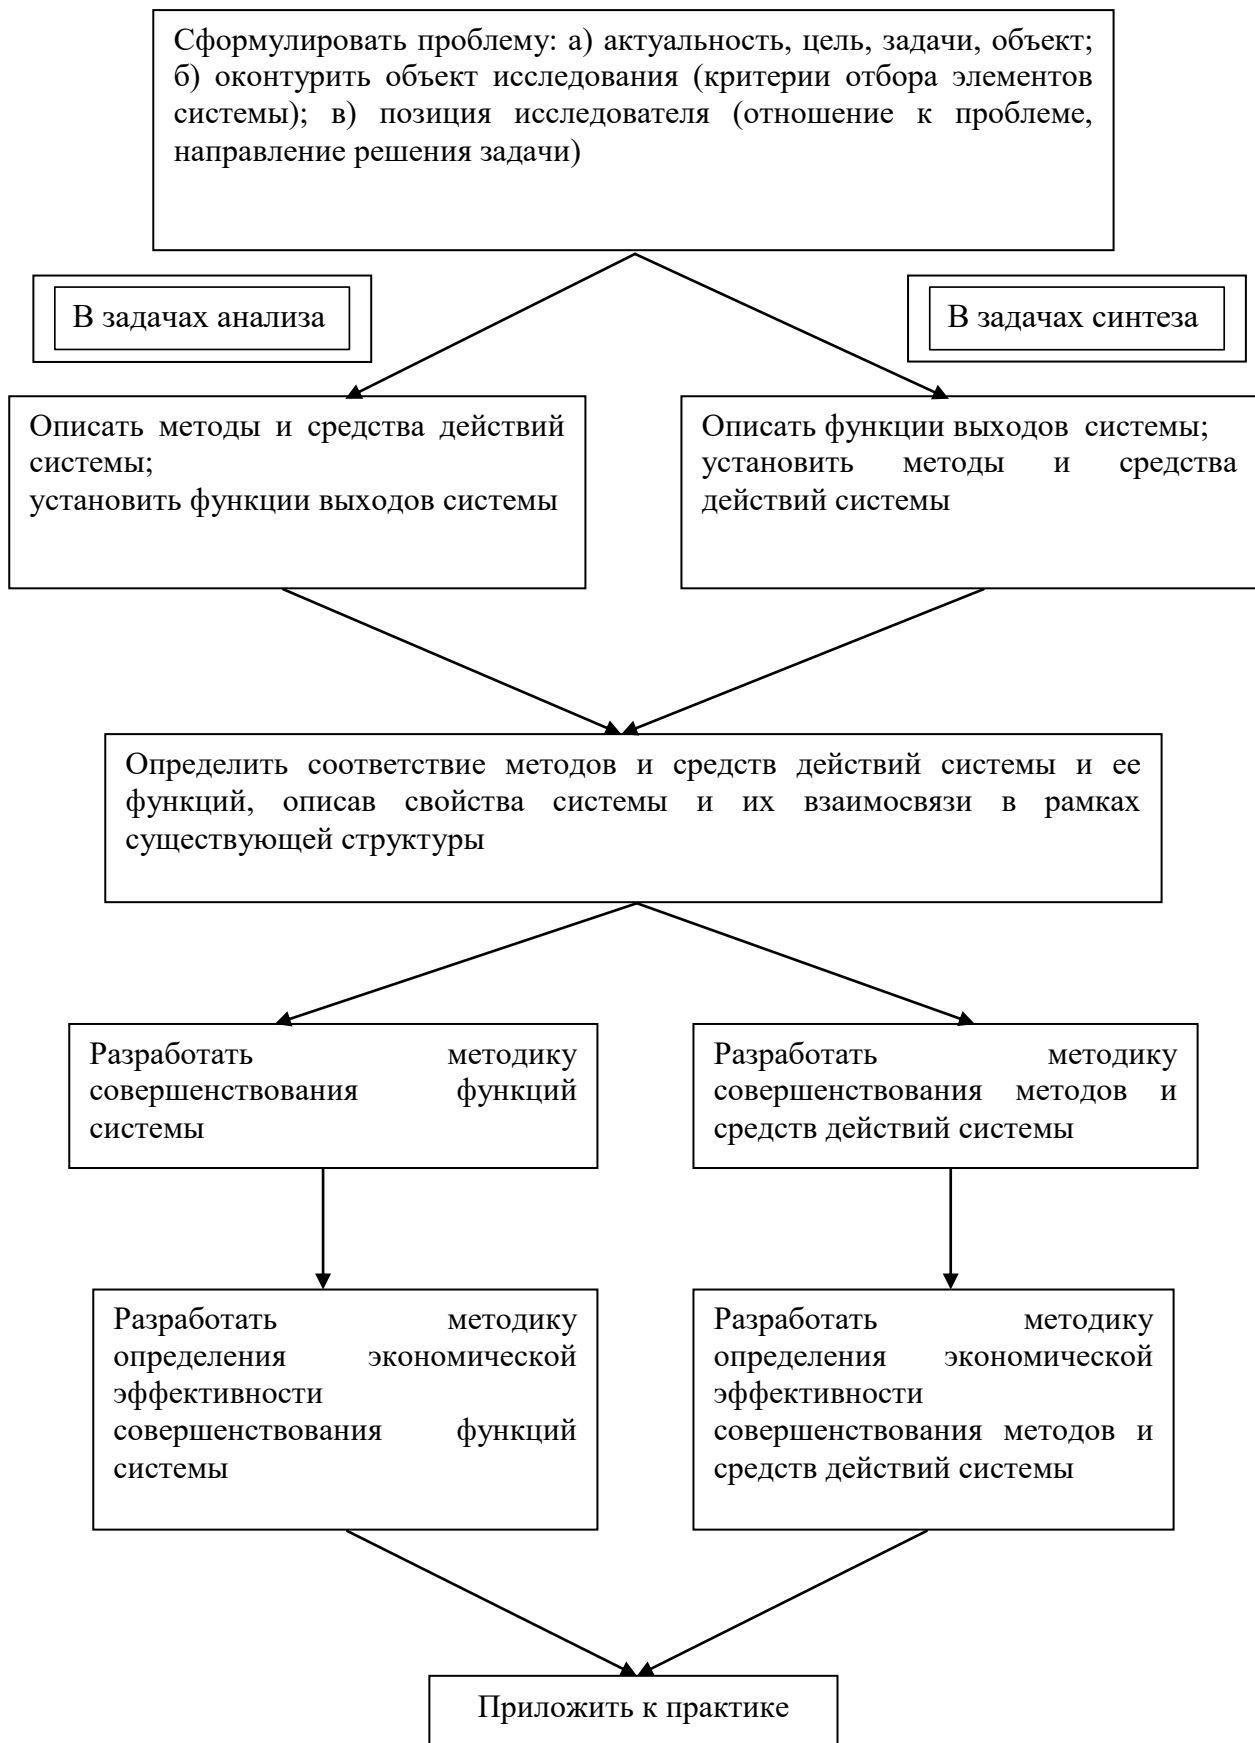 Сформулировать проблему: а) актуальность, цель, задачи, объект;
б) оконтурить объект исследования (критерии отбора элементов
системы); в) позиция исследователя (отношение к проблеме,
направление решения задачи)
В задачах анализа
В задачах синтеза
Описать методы и средства действий
системы;
установить функции выходов системы
Описать функции выходов системы;
установить методы и средства
действий системы
Определить соответствие методов и средств действий системы и ее
функций, описав свойства системы и их взаимосвязи в рамках
существующей структуры
Разработать методику
совершенствования функций
системы
Разработать методику
совершенствования методов и
средств действий системы
Разработать методику
определения экономической
эффективности
совершенствования функций
системы
Разработать методику
определения экономической
эффективности
совершенствования методов и
средств действий системы
Приложить к практике